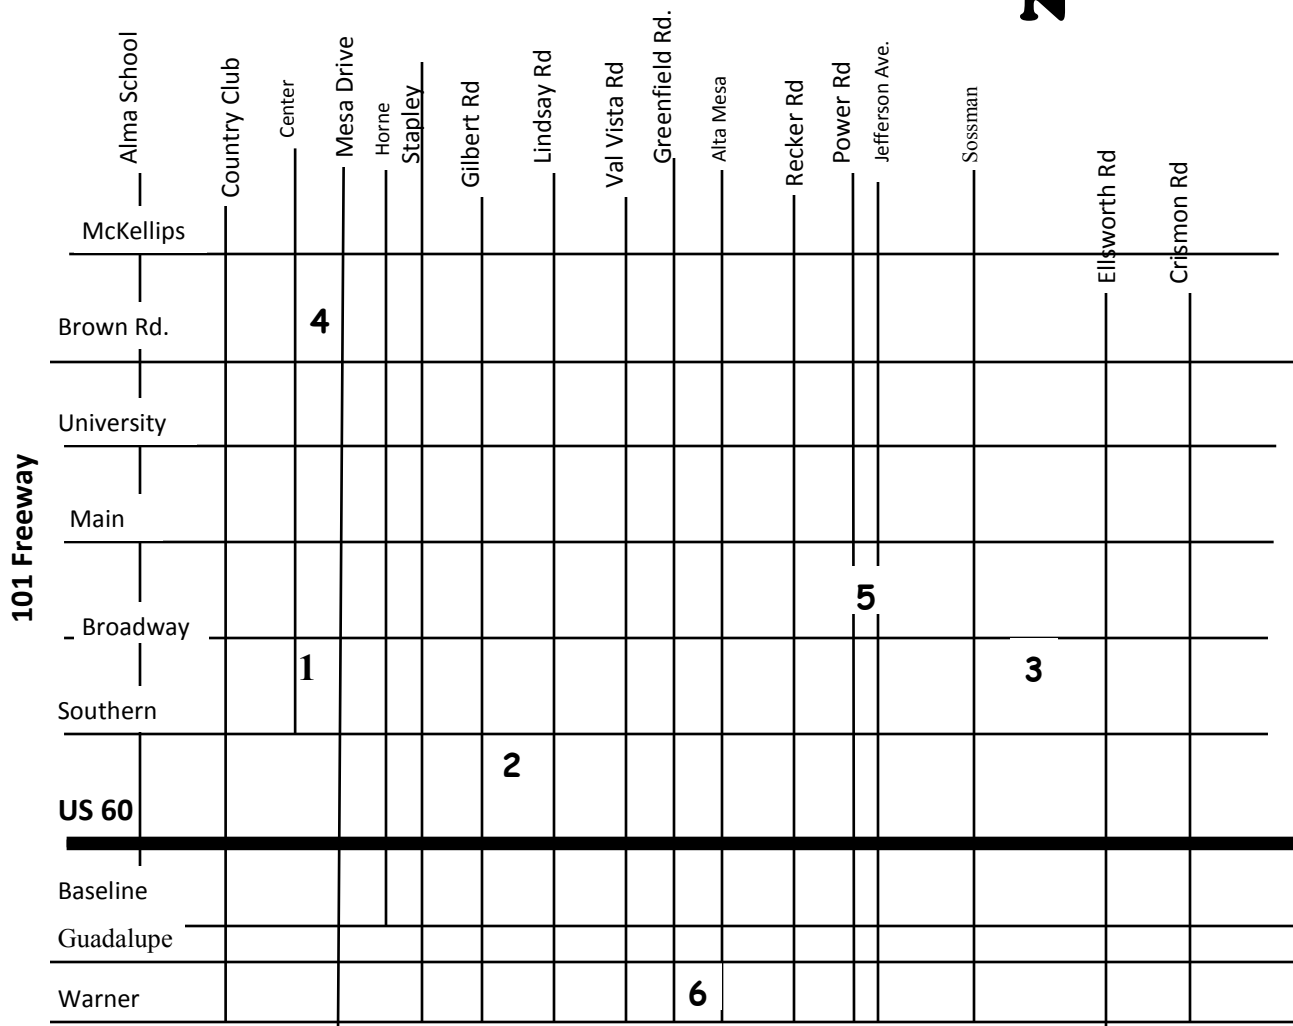 Alma School
Country Club
Center
Mesa Drive
Horne
Stapley
Gilbert Rd
Lindsay Rd
Val Vista Rd
Greenfield Rd.
Alta Mesa
Recker Rd
Power Rd
Jefferson Ave.
Sossman
Ellsworth Rd
Crismon Rd
McKellips
Brown Rd.
4
University
101 Freeway
Main
5
Broadway
1
3
Southern
2
US 60
Baseline
Guadalupe
Warner
6